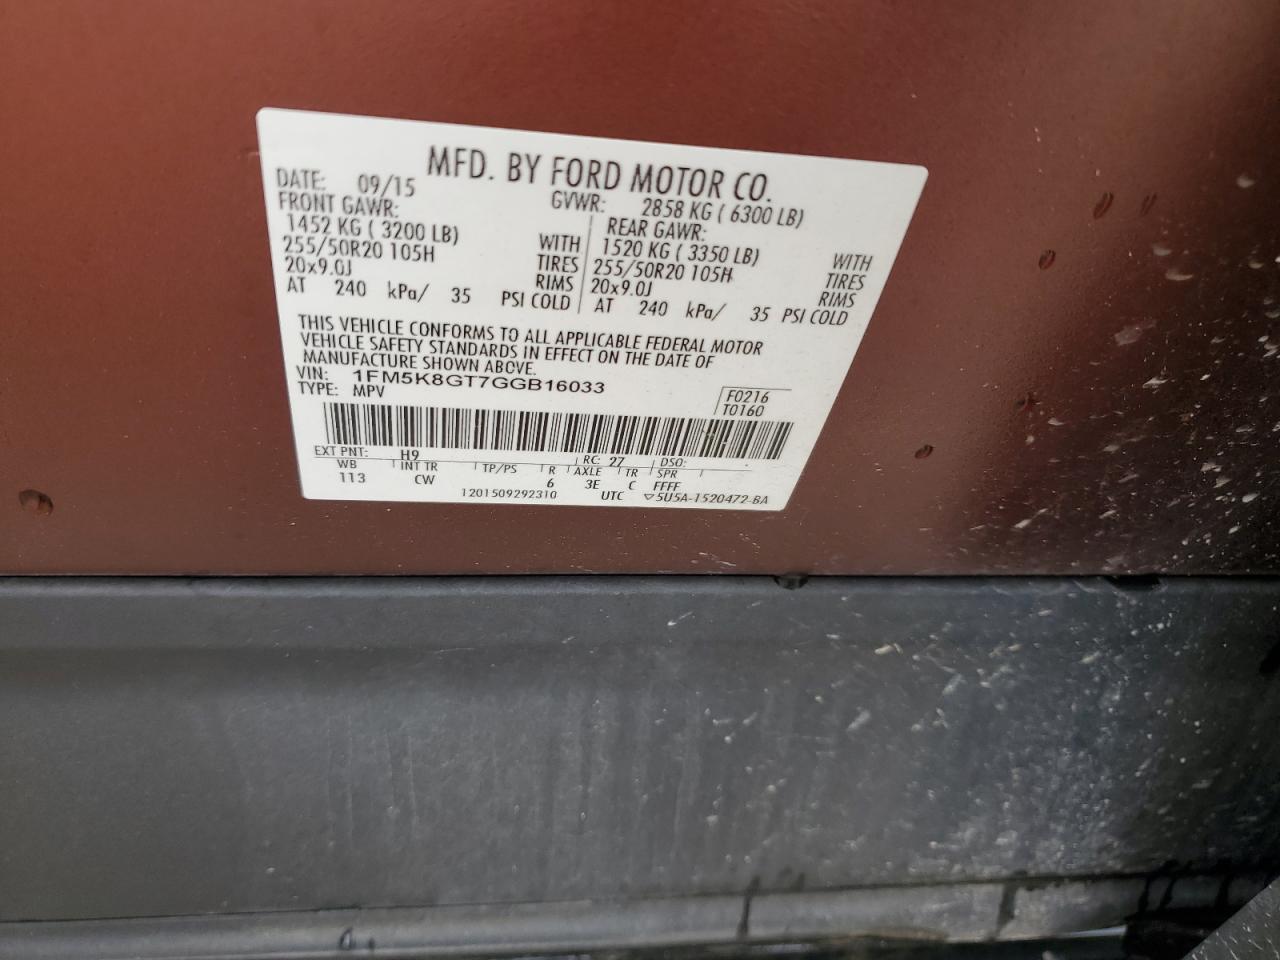 MFD. BY FORD MOTOR CO.
DATE: 09/15 GVWR: 2858 KG ( 6300 LB)
FRONT GAWR: REAR GAWR:
1452 KG ( 3200 LB) WITH 1520 KG ( 3350 LB) WITH
255/50R20 105H TIRES 255/50R20 105H TIRES
20x9.0J RIMS 20x9.0J RIMS
AT 240 kPa/ 35 PSI COLD AT 240 kPa/ 35 PSI COLD
THIS VEHICLE CONFORMS TO ALL APPLICABLE FEDERAL MOTOR
VEHICLE SAFETY STANDARDS IN EFFECT ON THE DATE OF
MANUFACTURE SHOWN ABOVE.
VIN: 1FM5K8GT7GGB16033
TYPE: MPV
F0216
T0160
EXT PNT: H9 RC: 27 DSO:
WB INT TR TP/PS R AXLE TR SPR
113 CW 6 3E C FFFF
1201509292310 UTC ▽5U5A-1520472-BA